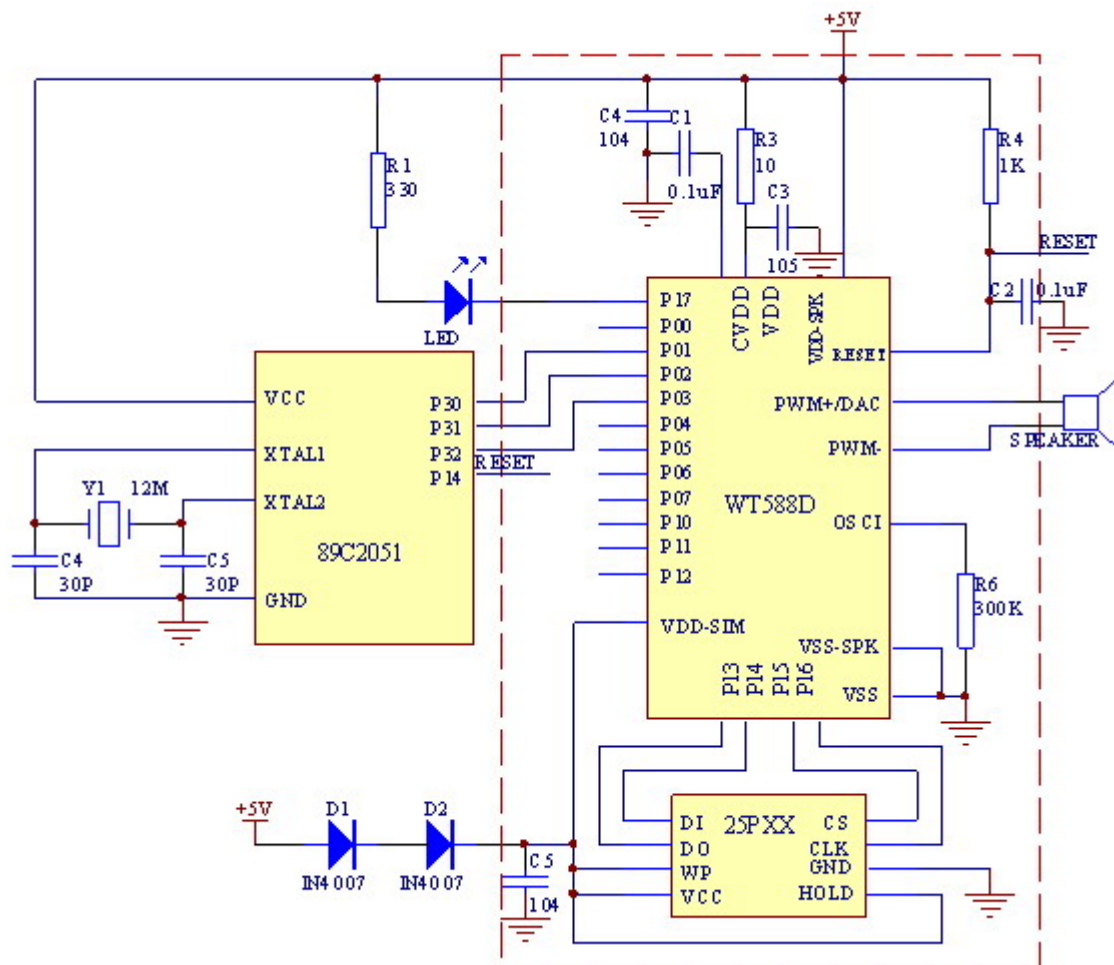 +5V
C4
104
C1
0.1uF
R3
10
C3
105
R4
1K
R1
330
RESET
C2
0.1uF
LED
P17
P00
P01
P02
P03
P04
P05
P06
P07
P10
P11
P12
VDD-SIM
CVDD
VDD
VDD-SPK
RESET
PWM+/DAC
PWM-
WT588D
OSCI
VSS-SPK
VSS
P13
P14
P15
P16
SPEAKER
R6
300K
VCC
XTAL1
XTAL2
GND
89C2051
P30
P31
P32
P14
RESET
Y1
12M
C4
30P
C5
30P
+5V
D1
IN4007
D2
IN4007
C5
104
25PXX
DI
DO
WP
VCC
CS
CLK
GND
HOLD